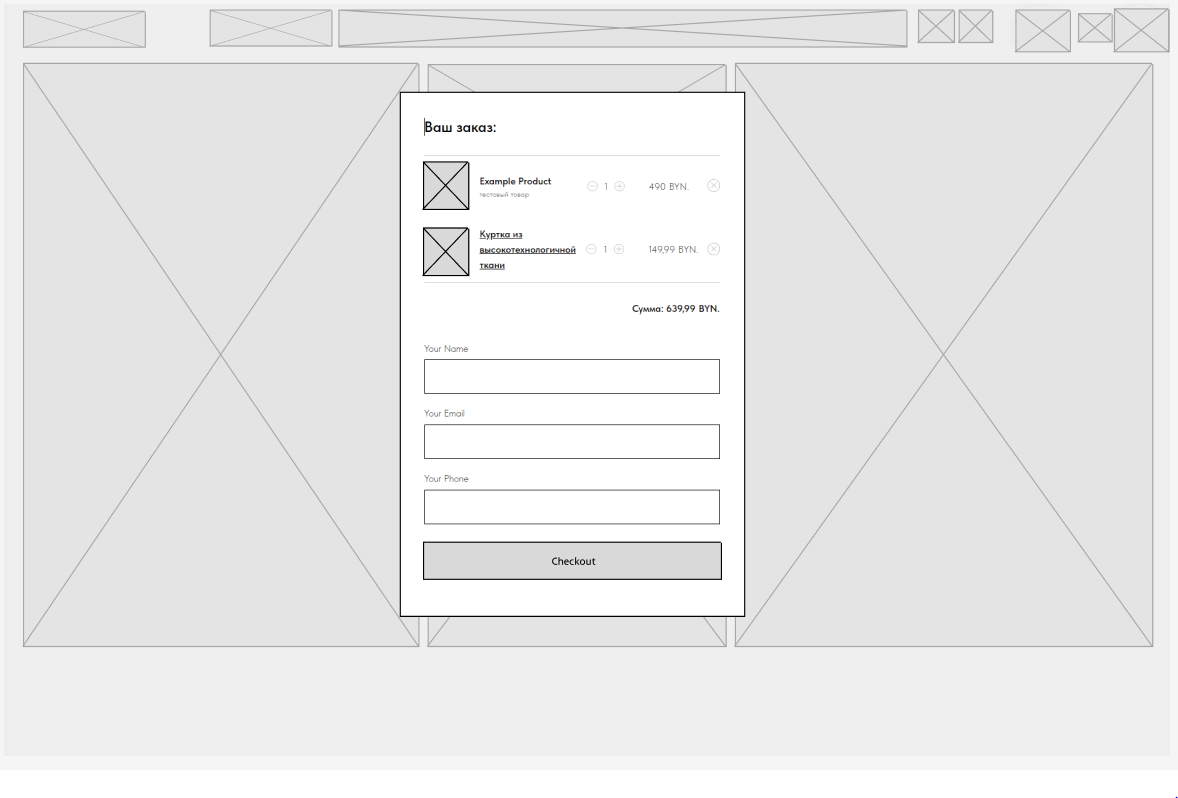 Ваш заказ:
Example Product
тестовый товар
1
490 BYN.
Куртка из
высокотехнологичной
ткани
1
149,99 BYN.
Сумма: 639,99 BYN.
Your Name
Your Email
Your Phone
Checkout